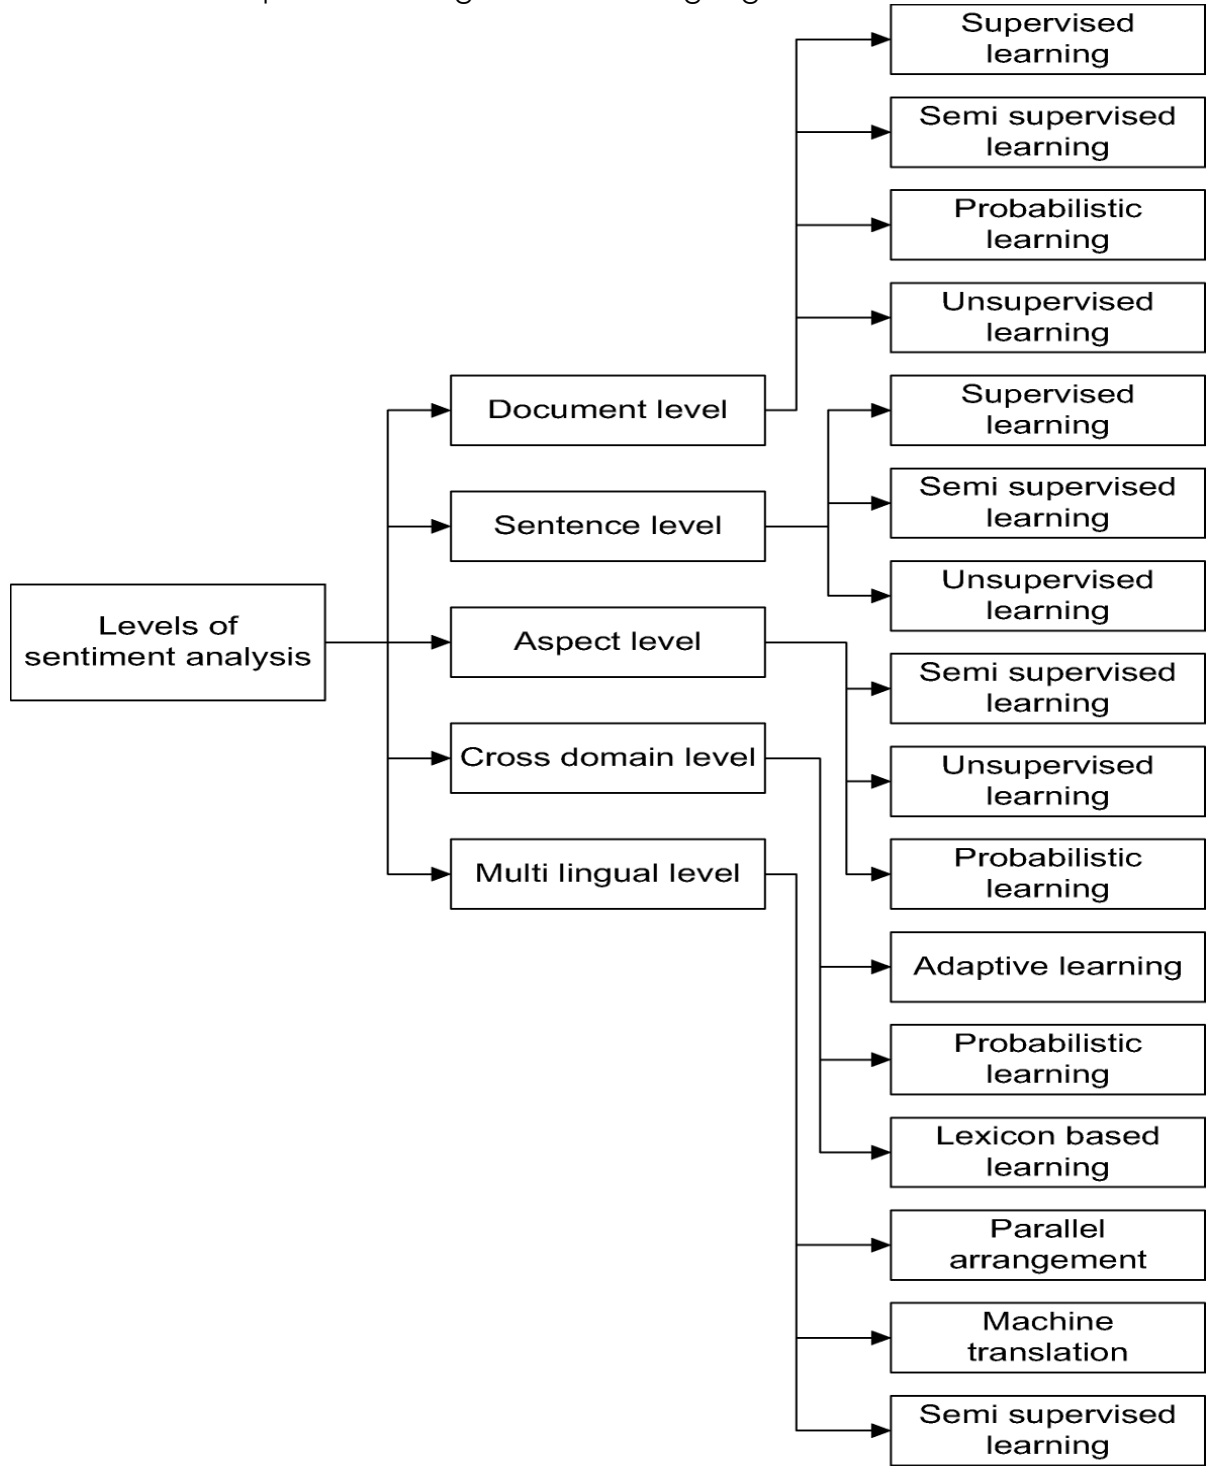 Supervised
learning
Semi supervised
learning
Probabilistic
learning
Unsupervised
learning
Document level
Supervised
learning
Sentence level
Semi supervised
learning
Unsupervised
learning
Levels of
sentiment analysis
Aspect level
Semi supervised
learning
Cross domain level
Unsupervised
learning
Multi lingual level
Probabilistic
learning
Adaptive learning
Probabilistic
learning
Lexicon based
learning
Parallel
arrangement
Machine
translation
Semi supervised
learning